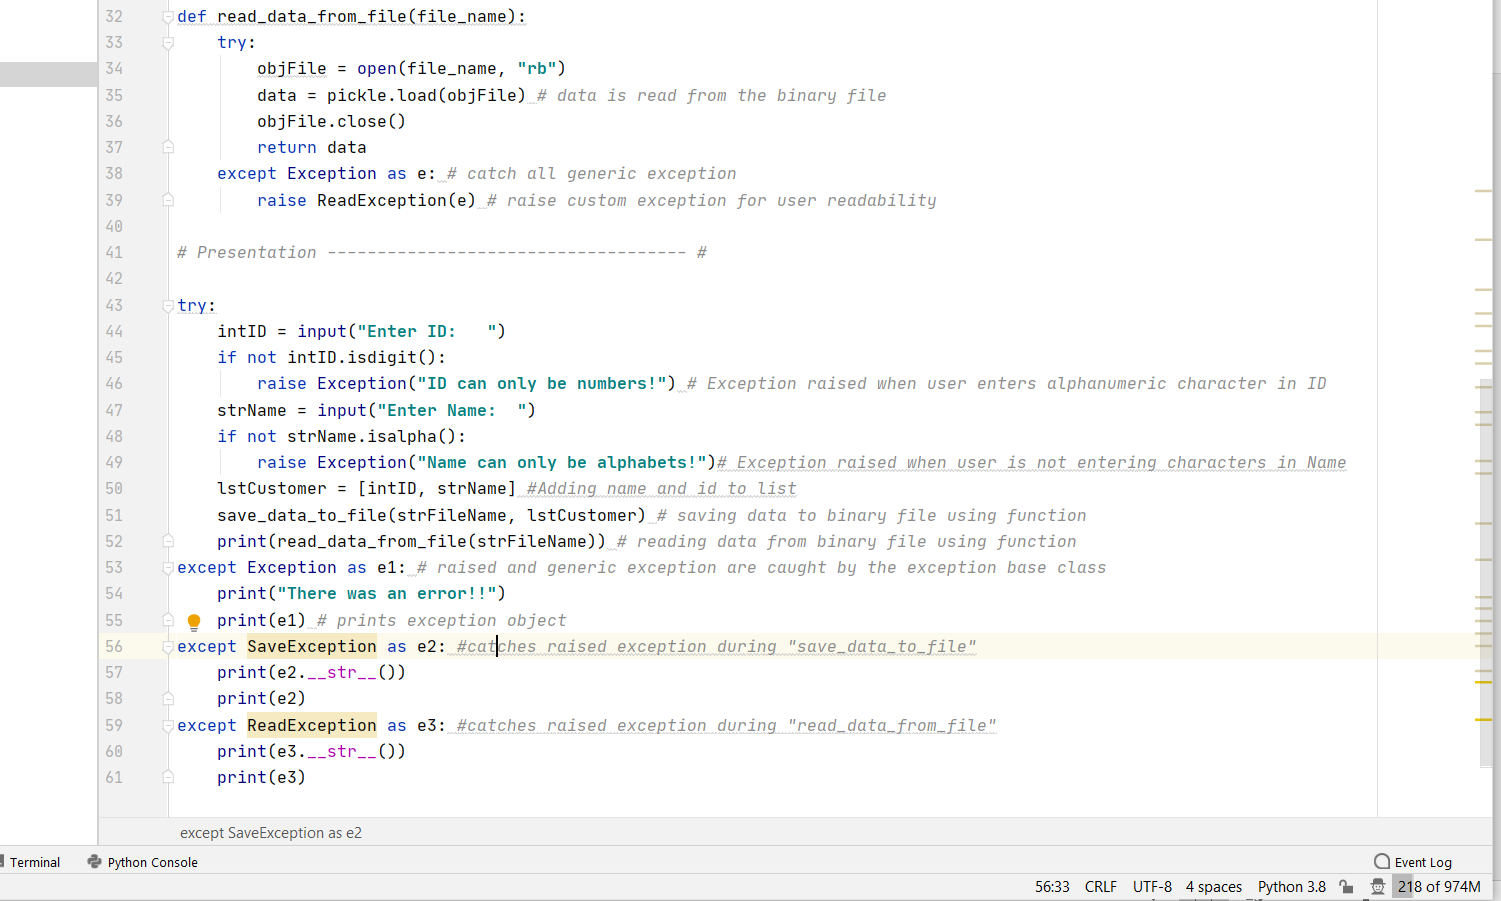 32 def read_data_from_file(file_name):
33     try:
34         objFile = open(file_name, "rb")
35         data = pickle.load(objFile) # data is read from the binary file
36         objFile.close()
37         return data
38     except Exception as e: # catch all generic exception
39         raise ReadException(e) # raise custom exception for user readability
40
41 # Presentation ------------------------------------ #
42
43 try:
44     intID = input("Enter ID:   ")
45     if not intID.isdigit():
46         raise Exception("ID can only be numbers!") # Exception raised when user enters alphanumeric character in ID
47     strName = input("Enter Name:  ")
48     if not strName.isalpha():
49         raise Exception("Name can only be alphabets!")# Exception raised when user is not entering characters in Name
50     lstCustomer = [intID, strName] #Adding name and id to list
51     save_data_to_file(strFileName, lstCustomer) # saving data to binary file using function
52     print(read_data_from_file(strFileName)) # reading data from binary file using function
53 except Exception as e1: # raised and generic exception are caught by the exception base class
54     print("There was an error!!")
55     print(e1) # prints exception object
56 except SaveException as e2: #catches raised exception during "save_data_to_file"
57     print(e2.__str__())
58     print(e2)
59 except ReadException as e3: #catches raised exception during "read_data_from_file"
60     print(e3.__str__())
61     print(e3)
except SaveException as e2
Terminal Python Console Event Log
56:33 CRLF UTF-8 4 spaces Python 3.8 218 of 974M